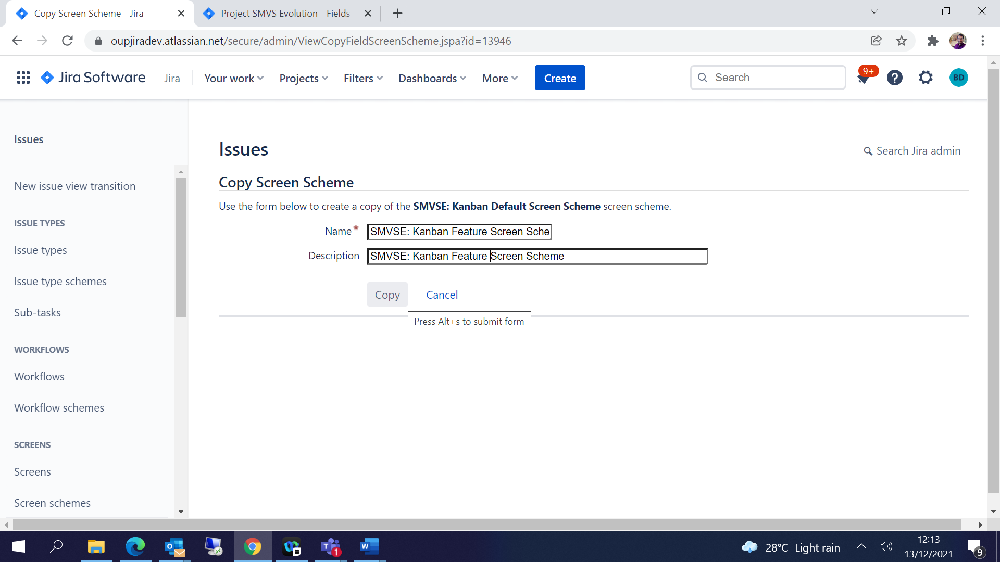 Copy Screen Scheme - Jira
Project SMVS Evolution - Fields -
oupjiradev.atlassian.net/secure/admin/ViewCopyFieldScreenScheme.jspa?id=13946
Jira Software
Jira
Your work
Projects
Filters
Dashboards
More
Create
Search
9+
BD
Issues
New issue view transition
ISSUE TYPES
Issue types
Issue type schemes
Sub-tasks
WORKFLOWS
Workflows
Workflow schemes
SCREENS
Screens
Screen schemes
Issues
Search Jira admin
Copy Screen Scheme
Use the form below to create a copy of the SMVSE: Kanban Default Screen Scheme screen scheme.
Name* SMVSE: Kanban Feature Screen Sche
Description SMVSE: Kanban Feature Screen Scheme
Copy Cancel
Press Alt+s to submit form
28°C Light rain
12:13
13/12/2021
9
1